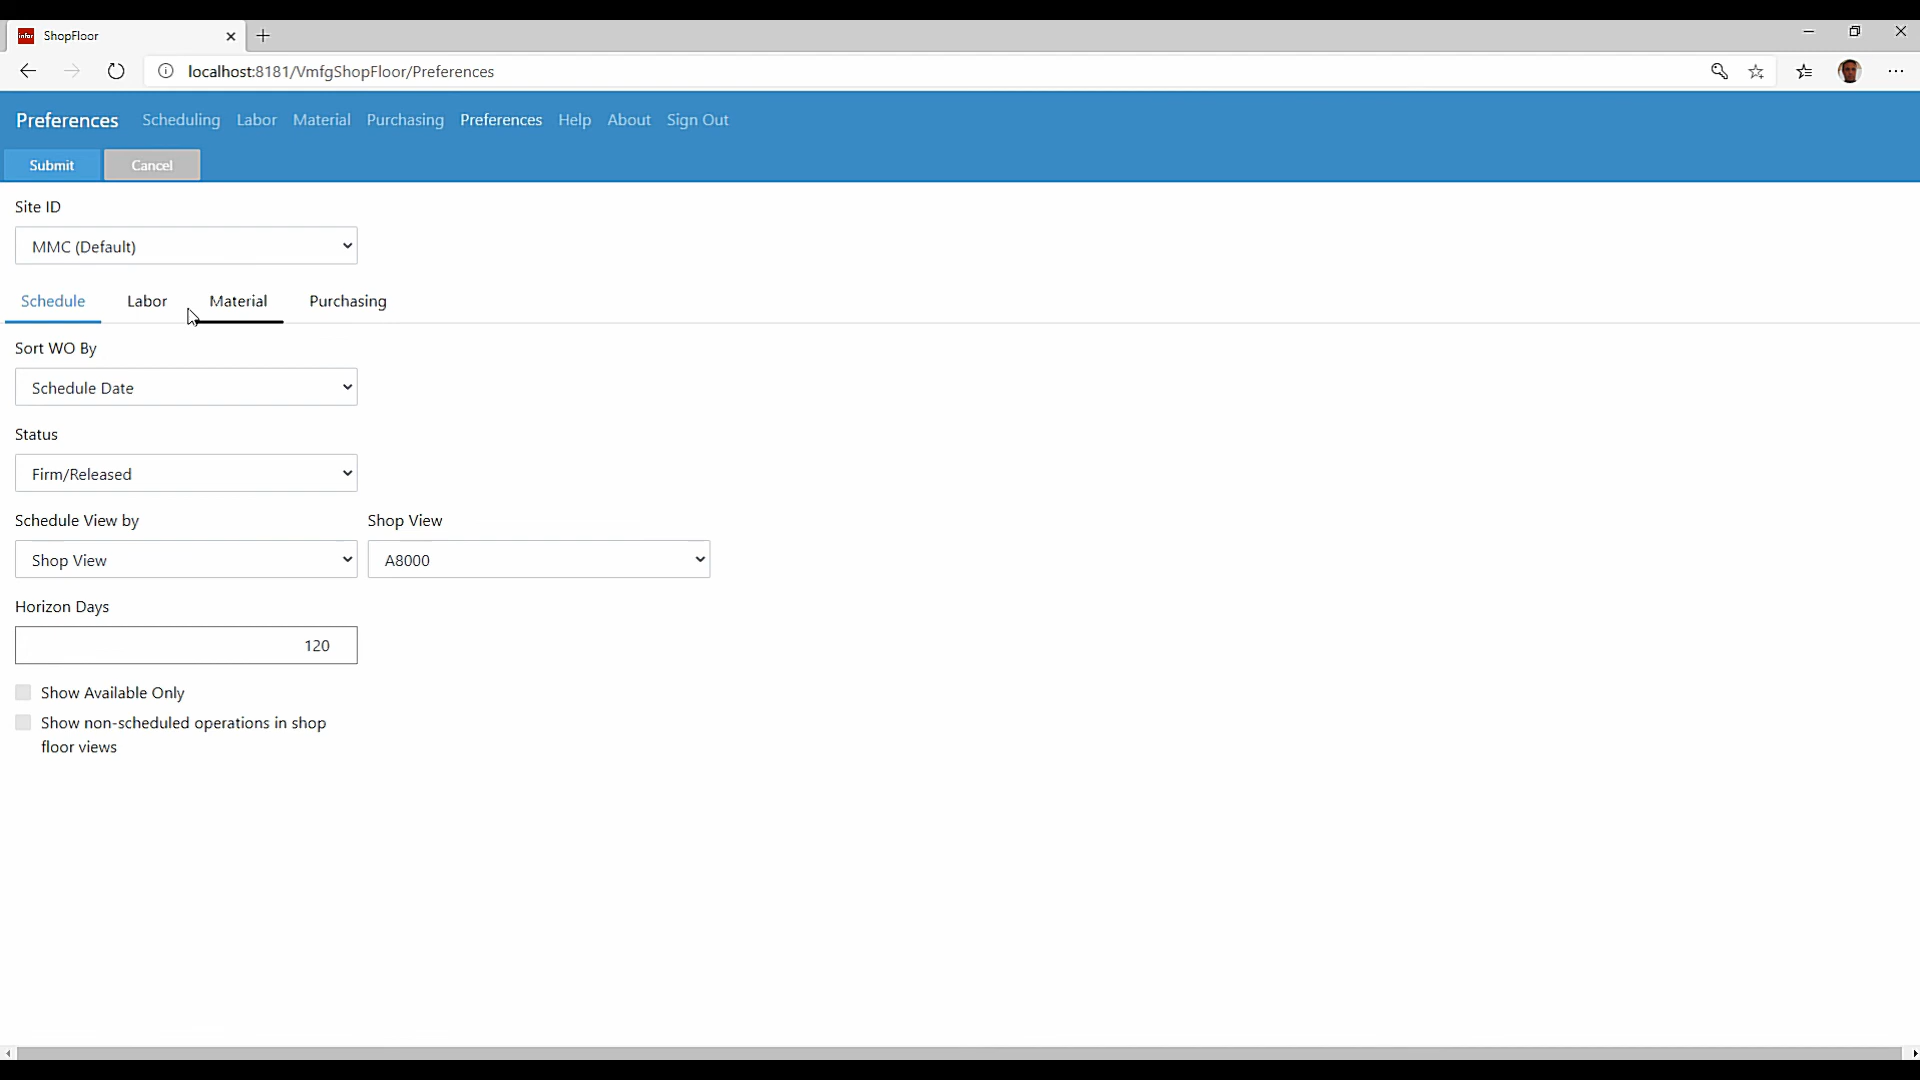 infor
ShopFloor
localhost:8181/VmfgShopFloor/Preferences
Preferences Scheduling Labor Material Purchasing Preferences Help About Sign Out
Submit Cancel
Site ID
MMC (Default)
Schedule Labor Material Purchasing
Sort WO By
Schedule Date
Status
Firm/Released
Schedule View by Shop View
Shop View A8000
Horizon Days
120
Show Available Only
Show non-scheduled operations in shop
floor views